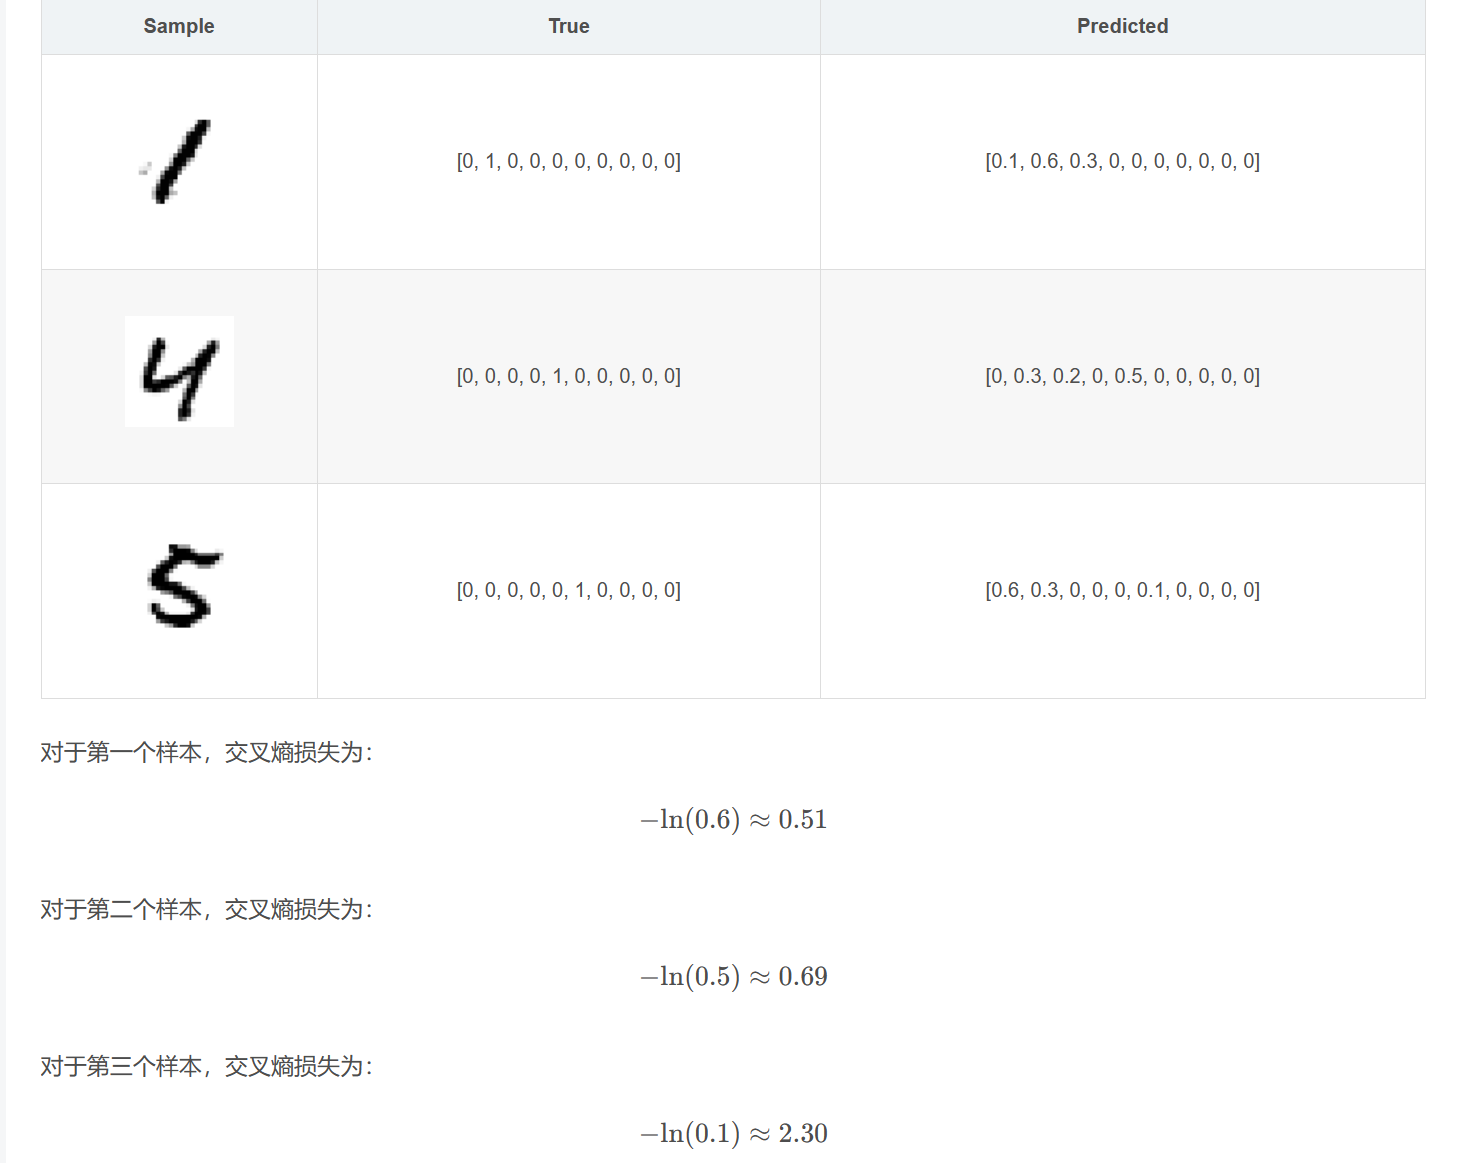 Sample True Predicted
1 [0, 1, 0, 0, 0, 0, 0, 0, 0, 0] [0.1, 0.6, 0.3, 0, 0, 0, 0, 0, 0, 0]
4 [0, 0, 0, 0, 1, 0, 0, 0, 0, 0] [0, 0.3, 0.2, 0, 0.5, 0, 0, 0, 0, 0]
5 [0, 0, 0, 0, 0, 1, 0, 0, 0, 0] [0.6, 0.3, 0, 0, 0, 0.1, 0, 0, 0, 0]
对于第一个样本，交叉熵损失为：
−ln(0.6) ≈ 0.51
对于第二个样本，交叉熵损失为：
−ln(0.5) ≈ 0.69
对于第三个样本，交叉熵损失为：
−ln(0.1) ≈ 2.30